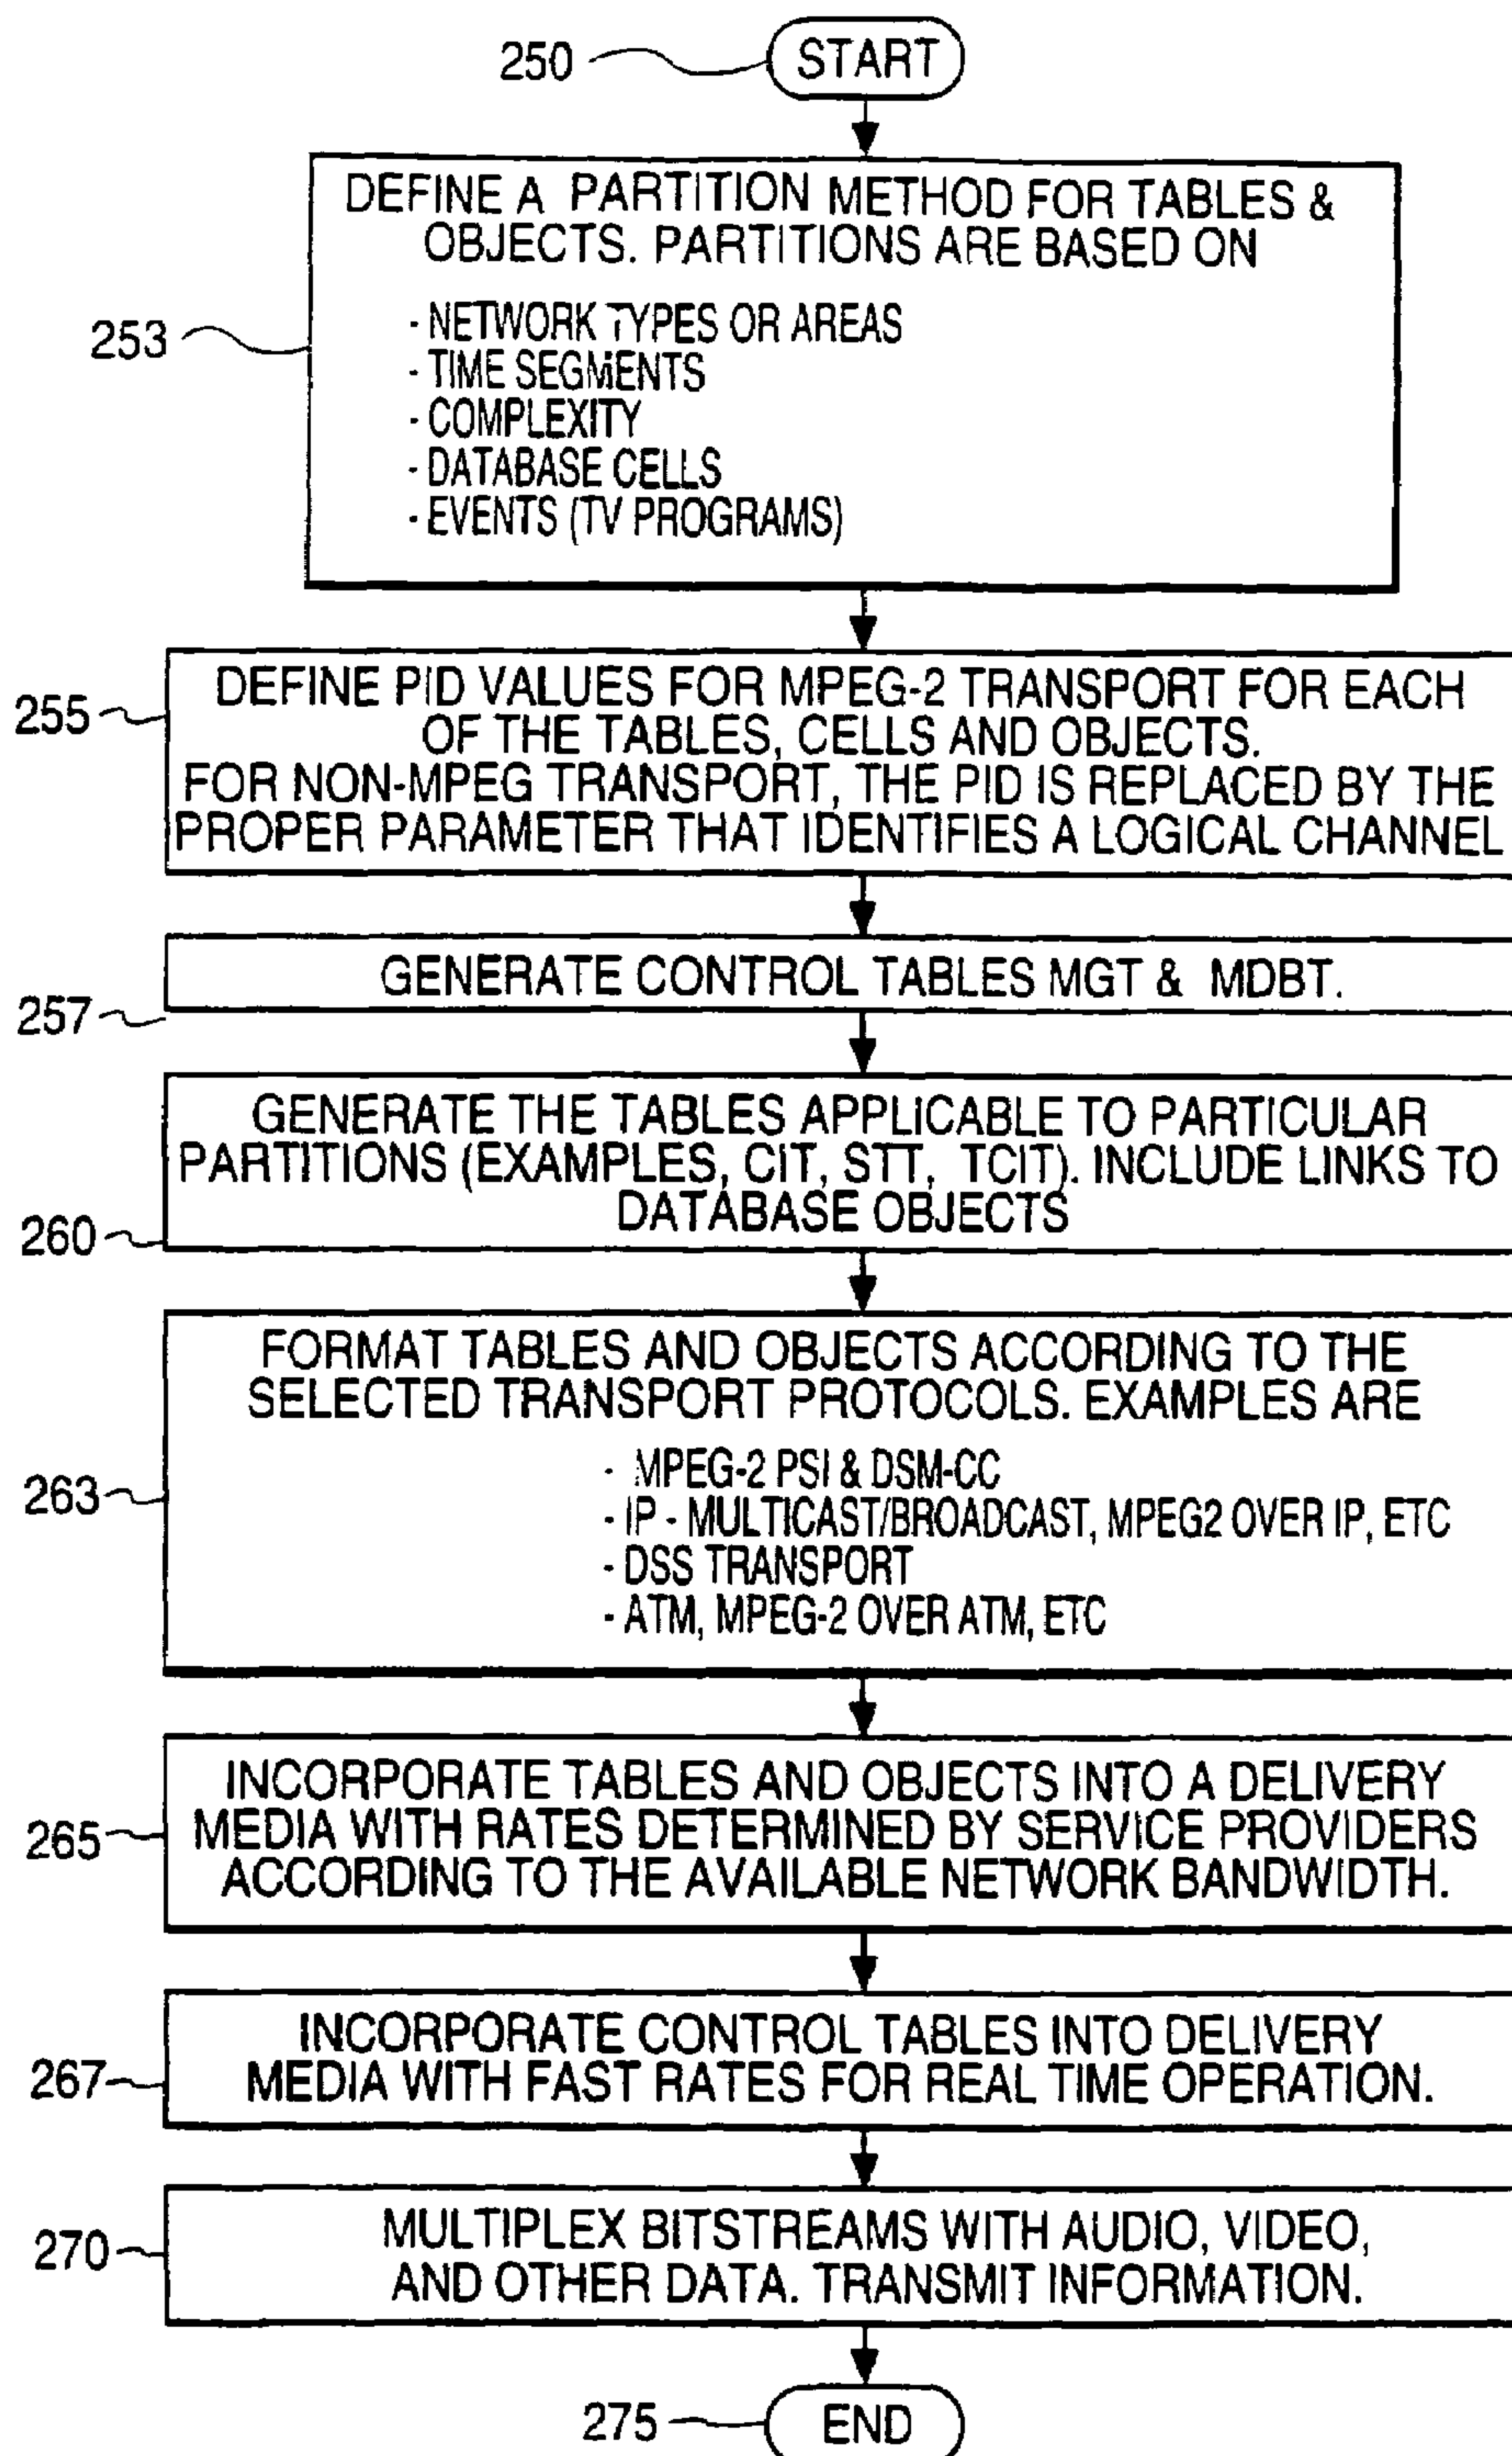 250
START
DEFINE A PARTITION METHOD FOR TABLES &
OBJECTS. PARTITIONS ARE BASED ON
253
- NETWORK TYPES OR AREAS
- TIME SEGMENTS
- COMPLEXITY
- DATABASE CELLS
- EVENTS (TV PROGRAMS)
255
DEFINE PID VALUES FOR MPEG-2 TRANSPORT FOR EACH
OF THE TABLES, CELLS AND OBJECTS.
FOR NON-MPEG TRANSPORT, THE PID IS REPLACED BY THE
PROPER PARAMETER THAT IDENTIFIES A LOGICAL CHANNEL
GENERATE CONTROL TABLES MGT & MDBT.
257
GENERATE THE TABLES APPLICABLE TO PARTICULAR
PARTITIONS (EXAMPLES, CIT, STT, TCIT). INCLUDE LINKS TO
DATABASE OBJECTS
260
FORMAT TABLES AND OBJECTS ACCORDING TO THE
SELECTED TRANSPORT PROTOCOLS. EXAMPLES ARE
263
- MPEG-2 PSI & DSM-CC
- IP - MULTICAST/BROADCAST, MPEG2 OVER IP, ETC
- DSS TRANSPORT
- ATM, MPEG-2 OVER ATM, ETC
265
INCORPORATE TABLES AND OBJECTS INTO A DELIVERY
MEDIA WITH RATES DETERMINED BY SERVICE PROVIDERS
ACCORDING TO THE AVAILABLE NETWORK BANDWIDTH.
267
INCORPORATE CONTROL TABLES INTO DELIVERY
MEDIA WITH FAST RATES FOR REAL TIME OPERATION.
270
MULTIPLEX BITSTREAMS WITH AUDIO, VIDEO,
AND OTHER DATA. TRANSMIT INFORMATION.
275
END